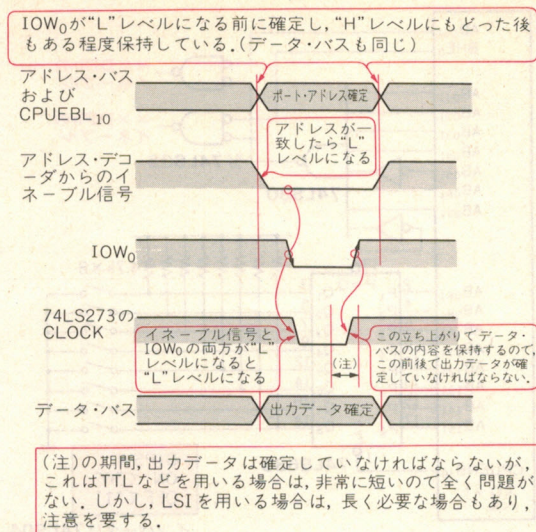 IOW₀が“L”レベルになる前に確定し,“H”レベルにもどった後
もある程度保持している.(データ・バスも同じ)
アドレス・バス
および
CPUEBL₁₀
ポート・アドレス確定
アドレスが一
致したら“L”
レベルになる
アドレス・デコ
ーダからのイ
ネーブル信号
IOW₀
74LS273の
CLOCK
イネーブル信号と
IOW₀の両方が“L”
レベルになると
“L”レベルになる
(注)
この立ち上がりでデータ・
バスの内容を保持するので,
この前後で出力データが確
定していなければならない.
データ・バス
出力データ確定
(注)の期間,出力データは確定していなければならないが,
これはTTLなどを用いる場合は,非常に短いので全く問題が
ない.しかし,LSIを用いる場合は,長く必要な場合もあり,
注意を要する.